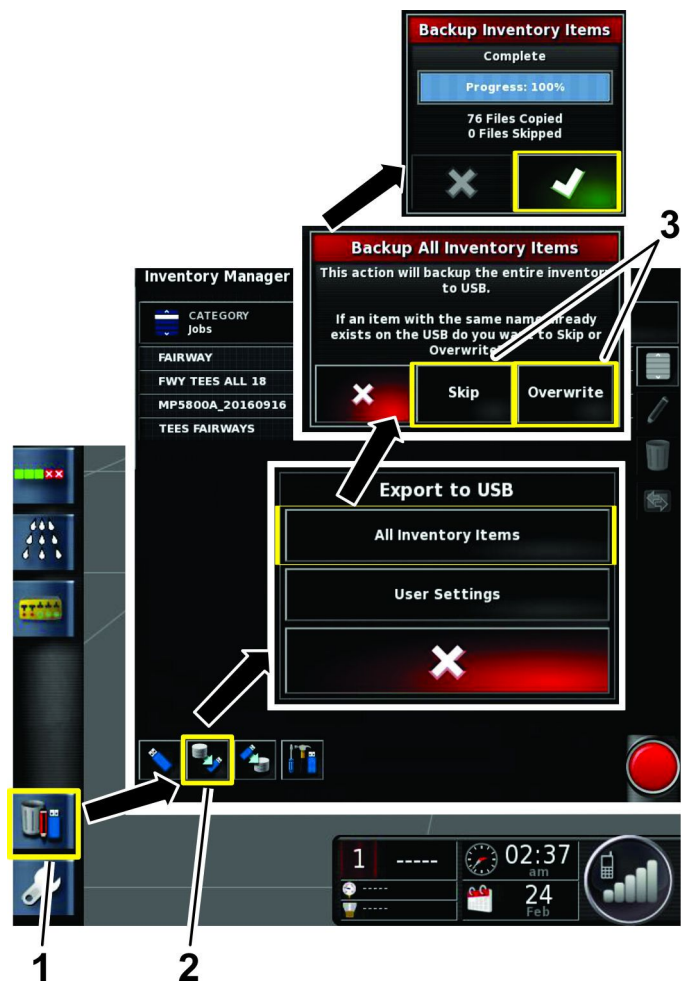 Backup Inventory Items
Complete
Progress: 100%
76 Files Copied
0 Files Skipped
3
Backup All Inventory Items
This action will backup the entire inventory
to USB.
If an item with the same name already
exists on the USB do you want to Skip or
Overwrite?
Skip
Overwrite
Inventory Manager
CATEGORY
Jobs
FAIRWAY
FWY TEES ALL 18
MP5800A_20160916
TEES FAIRWAYS
Export to USB
All Inventory Items
User Settings
1 -----
-----
-----
02:37
am
24
Feb
1
2